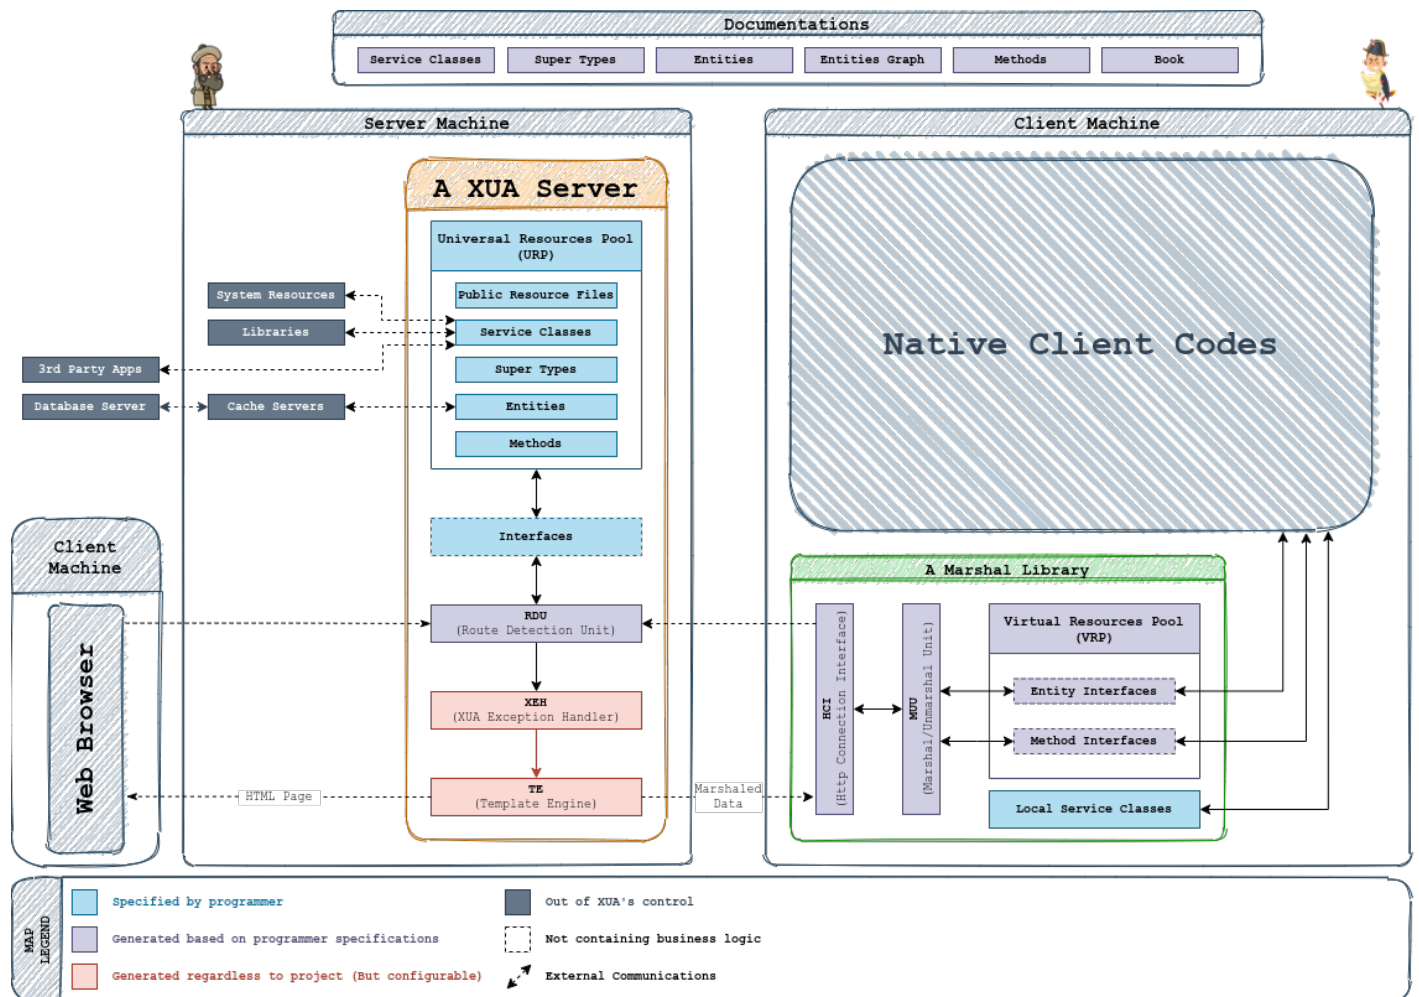 Documentations
Service Classes
Super Types
Entities
Entities Graph
Methods
Book
Server Machine
Client Machine
A XUA Server
Universal Resources Pool
(URP)
Public Resource Files
System Resources
Service Classes
Libraries
Super Types
3rd Party Apps
Entities
Cache Servers
Database Server
Methods
Interfaces
RDU
(Route Detection Unit)
XEH
(XUA Exception Handler)
TE
(Template Engine)
Client
Machine
Web Browser
HTML Page
Marshaled
Data
Native Client Codes
A Marshal Library
HCI
(Http Connection Interface)
MUU
(Marshal/Unmarshal Unit)
Virtual Resources Pool
(VRP)
Entity Interfaces
Method Interfaces
Local Service Classes
MAP
LEGEND
Specified by programmer
Generated based on programmer specifications
Generated regardless to project (But configurable)
Out of XUA's control
Not containing business logic
External Communications